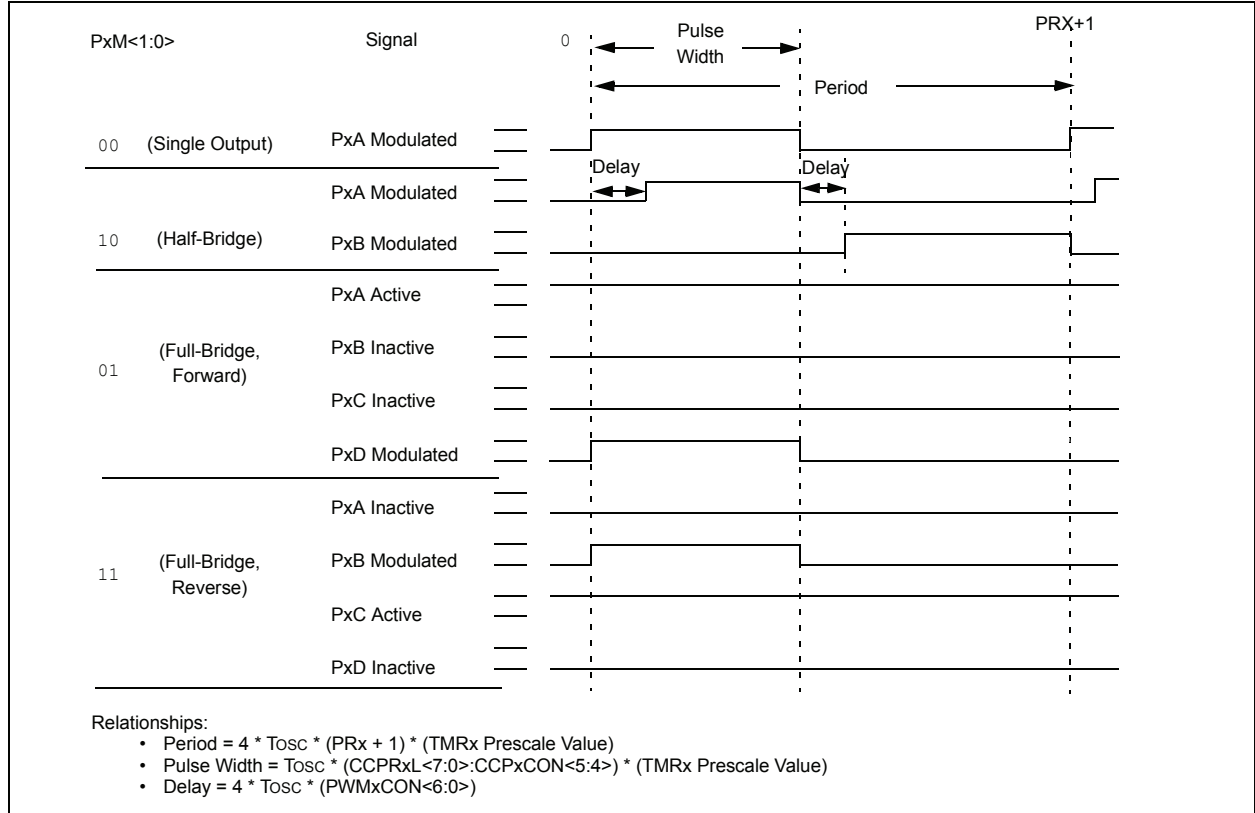 PRX+1
PxM<1:0> Signal 0 Pulse
Width
Period
00 (Single Output) PxA Modulated
Delay Delay
PxA Modulated
10 (Half-Bridge) PxB Modulated
PxA Active
PxB Inactive
01 (Full-Bridge,
Forward)
PxC Inactive
PxD Modulated
PxA Inactive
11 (Full-Bridge,
Reverse)
PxB Modulated
PxC Active
PxD Inactive
Relationships:
• Period = 4 * Tosc * (PRx + 1) * (TMRx Prescale Value)
• Pulse Width = Tosc * (CCPRxL<7:0>:CCPxCON<5:4>) * (TMRx Prescale Value)
• Delay = 4 * Tosc * (PWMxCON<6:0>)